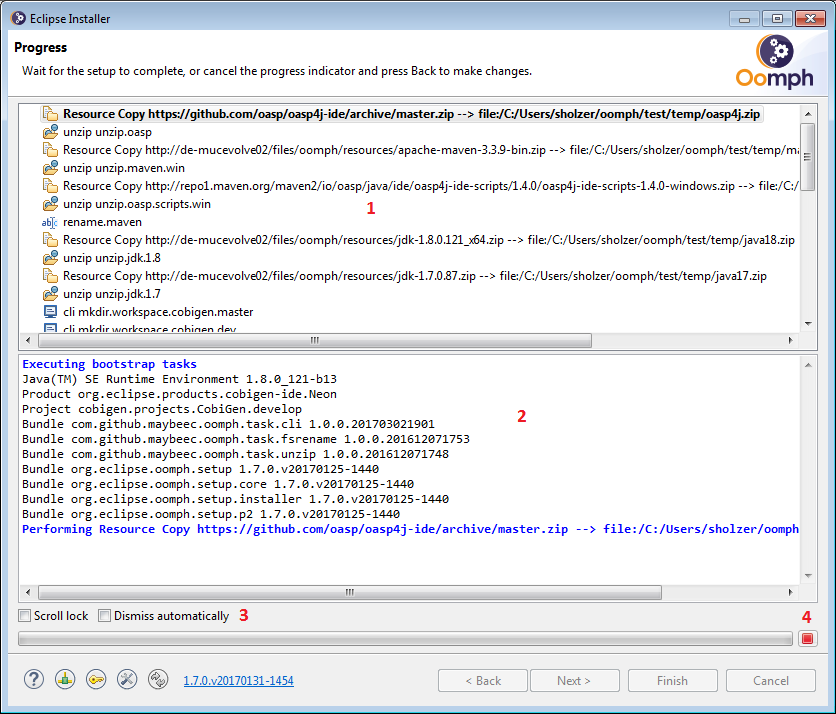 Eclipse Installer
Progress
Wait for the setup to complete, or cancel the progress indicator and press Back to make changes.
Oomph
Resource Copy https://github.com/oasp/oasp4j-ide/archive/master.zip --> file:/C:/Users/sholzer/oomph/test/temp/oasp4j.zip
unzip unzip.oasp
Resource Copy http://de-mucevolve02/files/oomph/resources/apache-maven-3.3.9-bin.zip --> file:/C:/Users/sholzer/oomph/test/temp/ma
unzip unzip.maven.win
Resource Copy http://repo1.maven.org/maven2/io/oasp/java/ide/oasp4j-ide-scripts/1.4.0/oasp4j-ide-scripts-1.4.0-windows.zip --> file:/C:/
unzip unzip.oasp.scripts.win
1
rename.maven
Resource Copy http://de-mucevolve02/files/oomph/resources/jdk-1.8.0.121_x64.zip --> file:/C:/Users/sholzer/oomph/test/temp/java18.zip
unzip unzip.jdk.1.8
Resource Copy http://de-mucevolve02/files/oomph/resources/jdk-1.7.0.87.zip --> file:/C:/Users/sholzer/oomph/test/temp/java17.zip
unzip unzip.jdk.1.7
cli mkdir.workspace.cobigen.master
cli mkdir.workspace.cobigen.dev
Executing bootstrap tasks
Java(TM) SE Runtime Environment 1.8.0_121-b13
Product org.eclipse.products.cobigen-ide.Neon
Project cobigen.projects.CobiGen.develop
2
Bundle com.github.maybeec.oomph.task.cli 1.0.0.201703021901
Bundle com.github.maybeec.oomph.task.fsrename 1.0.0.201612071753
Bundle com.github.maybeec.oomph.task.unzip 1.0.0.201612071748
Bundle org.eclipse.oomph.setup 1.7.0.v20170125-1440
Bundle org.eclipse.oomph.setup.core 1.7.0.v20170125-1440
Bundle org.eclipse.oomph.setup.installer 1.7.0.v20170125-1440
Bundle org.eclipse.oomph.setup.p2 1.7.0.v20170125-1440
Performing Resource Copy https://github.com/oasp/oasp4j-ide/archive/master.zip --> file:/C:/Users/sholzer/oomph
Scroll lock Dismiss automatically 3 4
1.7.0.v20170131-1454 < Back Next > Finish Cancel